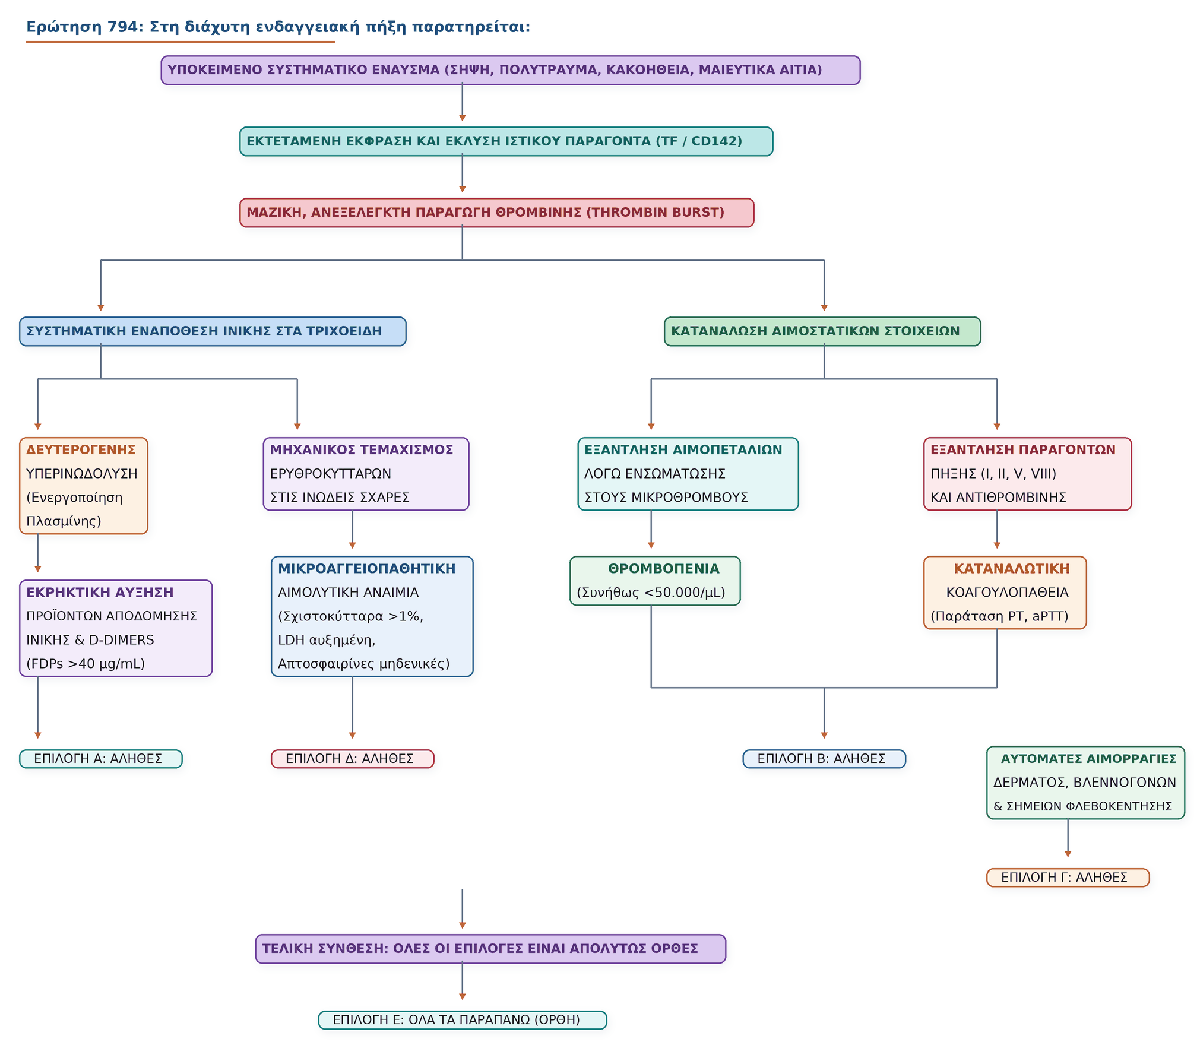 Ερώτηση 794: Στη διάχυτη ενδαγγειακή πήξη παρατηρείται:
ΥΠΟΚΕΙΜΕΝΟ ΣΥΣΤΗΜΑΤΙΚΟ ΕΝΑΥΣΜΑ (ΣΗΨΗ, ΠΟΛΥΤΡΑΥΜΑ, ΚΑΚΟΗΘΕΙΑ, ΜΑΙΕΥΤΙΚΑ ΑΙΤΙΑ)
ΕΚΤΕΤΑΜΕΝΗ ΕΚΦΡΑΣΗ ΚΑΙ ΕΚΛΥΣΗ ΙΣΤΙΚΟΥ ΠΑΡΑΓΟΝΤΑ (TF / CD142)
ΜΑΖΙΚΗ, ΑΝΕΞΕΛΕΓΚΤΗ ΠΑΡΑΓΩΓΗ ΘΡΟΜΒΙΝΗΣ (THROMBIN BURST)
ΣΥΣΤΗΜΑΤΙΚΗ ΕΝΑΠΟΘΕΣΗ ΙΝΙΚΗΣ ΣΤΑ ΤΡΙΧΟΕΙΔΗ
ΚΑΤΑΝΑΛΩΣΗ ΑΙΜΟΣΤΑΤΙΚΩΝ ΣΤΟΙΧΕΙΩΝ
ΔΕΥΤΕΡΟΓΕΝΗΣ
ΥΠΕΡΙΝΩΔΟΛΥΣΗ
(Ενεργοποίηση
Πλασμίνης)
ΜΗΧΑΝΙΚΟΣ ΤΕΜΑΧΙΣΜΟΣ
ΕΡΥΘΡΟΚΥΤΤΑΡΩΝ
ΣΤΙΣ ΙΝΩΔΕΙΣ ΣΧΑΡΕΣ
ΕΞΑΝΤΛΗΣΗ ΑΙΜΟΠΕΤΑΛΙΩΝ
ΛΟΓΩ ΕΝΣΩΜΑΤΩΣΗΣ
ΣΤΟΥΣ ΜΙΚΡΟΘΡΟΜΒΟΥΣ
ΕΞΑΝΤΛΗΣΗ ΠΑΡΑΓΟΝΤΩΝ
ΠΗΞΗΣ (I, II, V, VIII)
ΚΑΙ ΑΝΤΙΘΡΟΜΒΙΝΗΣ
ΕΚΡΗΚΤΙΚΗ ΑΥΞΗΣΗ
ΠΡΟΪΟΝΤΩΝ ΑΠΟΔΟΜΗΣΗΣ
ΙΝΙΚΗΣ & D-DIMERS
(FDPs >40 μg/mL)
ΜΙΚΡΟΑΓΓΕΙΟΠΑΘΗΤΙΚΗ
ΑΙΜΟΛΥΤΙΚΗ ΑΝΑΙΜΙΑ
(Σχιστοκύτταρα >1%,
LDH αυξημένη,
Απτοσφαιρίνες μηδενικές)
ΘΡΟΜΒΟΠΕΝΙΑ
(Συνήθως <50.000/μL)
ΚΑΤΑΝΑΛΩΤΙΚΗ
ΚΟΑΓΟΥΛΟΠΑΘΕΙΑ
(Παράταση PT, aPTT)
ΕΠΙΛΟΓΗ Α: ΑΛΗΘΕΣ
ΕΠΙΛΟΓΗ Δ: ΑΛΗΘΕΣ
ΕΠΙΛΟΓΗ Β: ΑΛΗΘΕΣ
ΑΥΤΟΜΑΤΕΣ ΑΙΜΟΡΡΑΓΙΕΣ
ΔΕΡΜΑΤΟΣ, ΒΛΕΝΝΟΓΟΝΩΝ
& ΣΗΜΕΙΩΝ ΦΛΕΒΟΚΕΝΤΗΣΗΣ
ΕΠΙΛΟΓΗ Γ: ΑΛΗΘΕΣ
ΤΕΛΙΚΗ ΣΥΝΘΕΣΗ: ΟΛΕΣ ΟΙ ΕΠΙΛΟΓΕΣ ΕΙΝΑΙ ΑΠΟΛΥΤΩΣ ΟΡΘΕΣ
ΕΠΙΛΟΓΗ Ε: ΟΛΑ ΤΑ ΠΑΡΑΠΑΝΩ (ΟΡΘΗ)